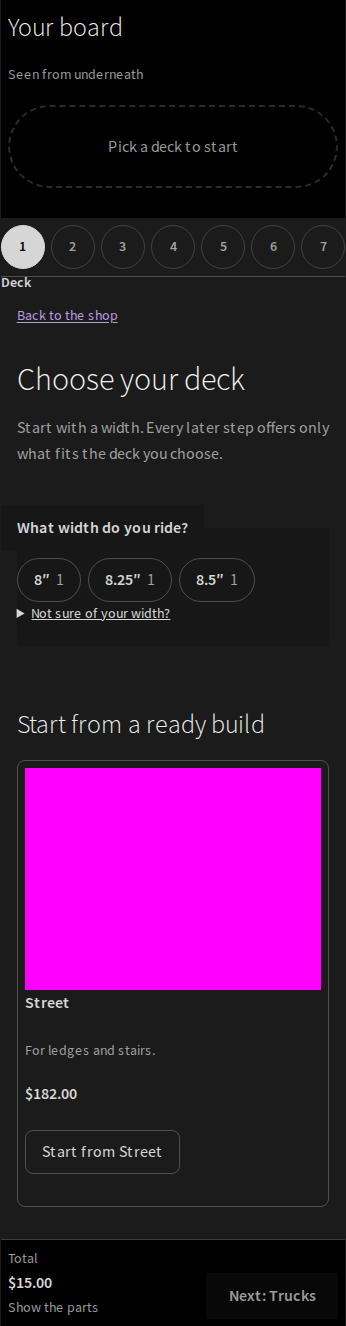 Your board
Seen from underneath
Pick a deck to start
1 2 3 4 5 6 7
Deck
Back to the shop
Choose your deck
Start with a width. Every later step offers only
what fits the deck you choose.
What width do you ride?
8″ 1 8.25″ 1 8.5″ 1
Not sure of your width?
Start from a ready build
Street
For ledges and stairs.
$182.00
Start from Street
Total
$15.00
Show the parts
Next: Trucks